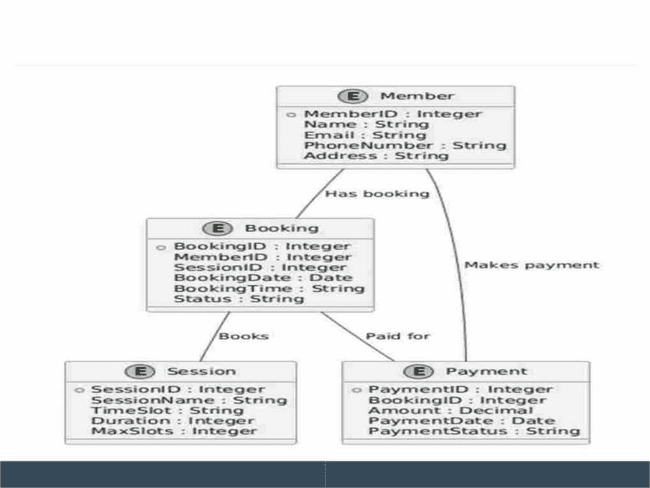 E Member
MemberID : Integer
Name : String
Email : String
PhoneNumber : String
Address : String
Has booking
E Booking
BookingID : Integer
MemberID : Integer
SessionID : Integer
BookingDate : Date
BookingTime : String
Status : String
Makes payment
Books
Paid for
E Session
SessionID : Integer
SessionName : String
TimeSlot : String
Duration : Integer
MaxSlots : Integer
E Payment
PaymentID : Integer
BookingID : Integer
Amount : Decimal
PaymentDate : Date
PaymentStatus : String